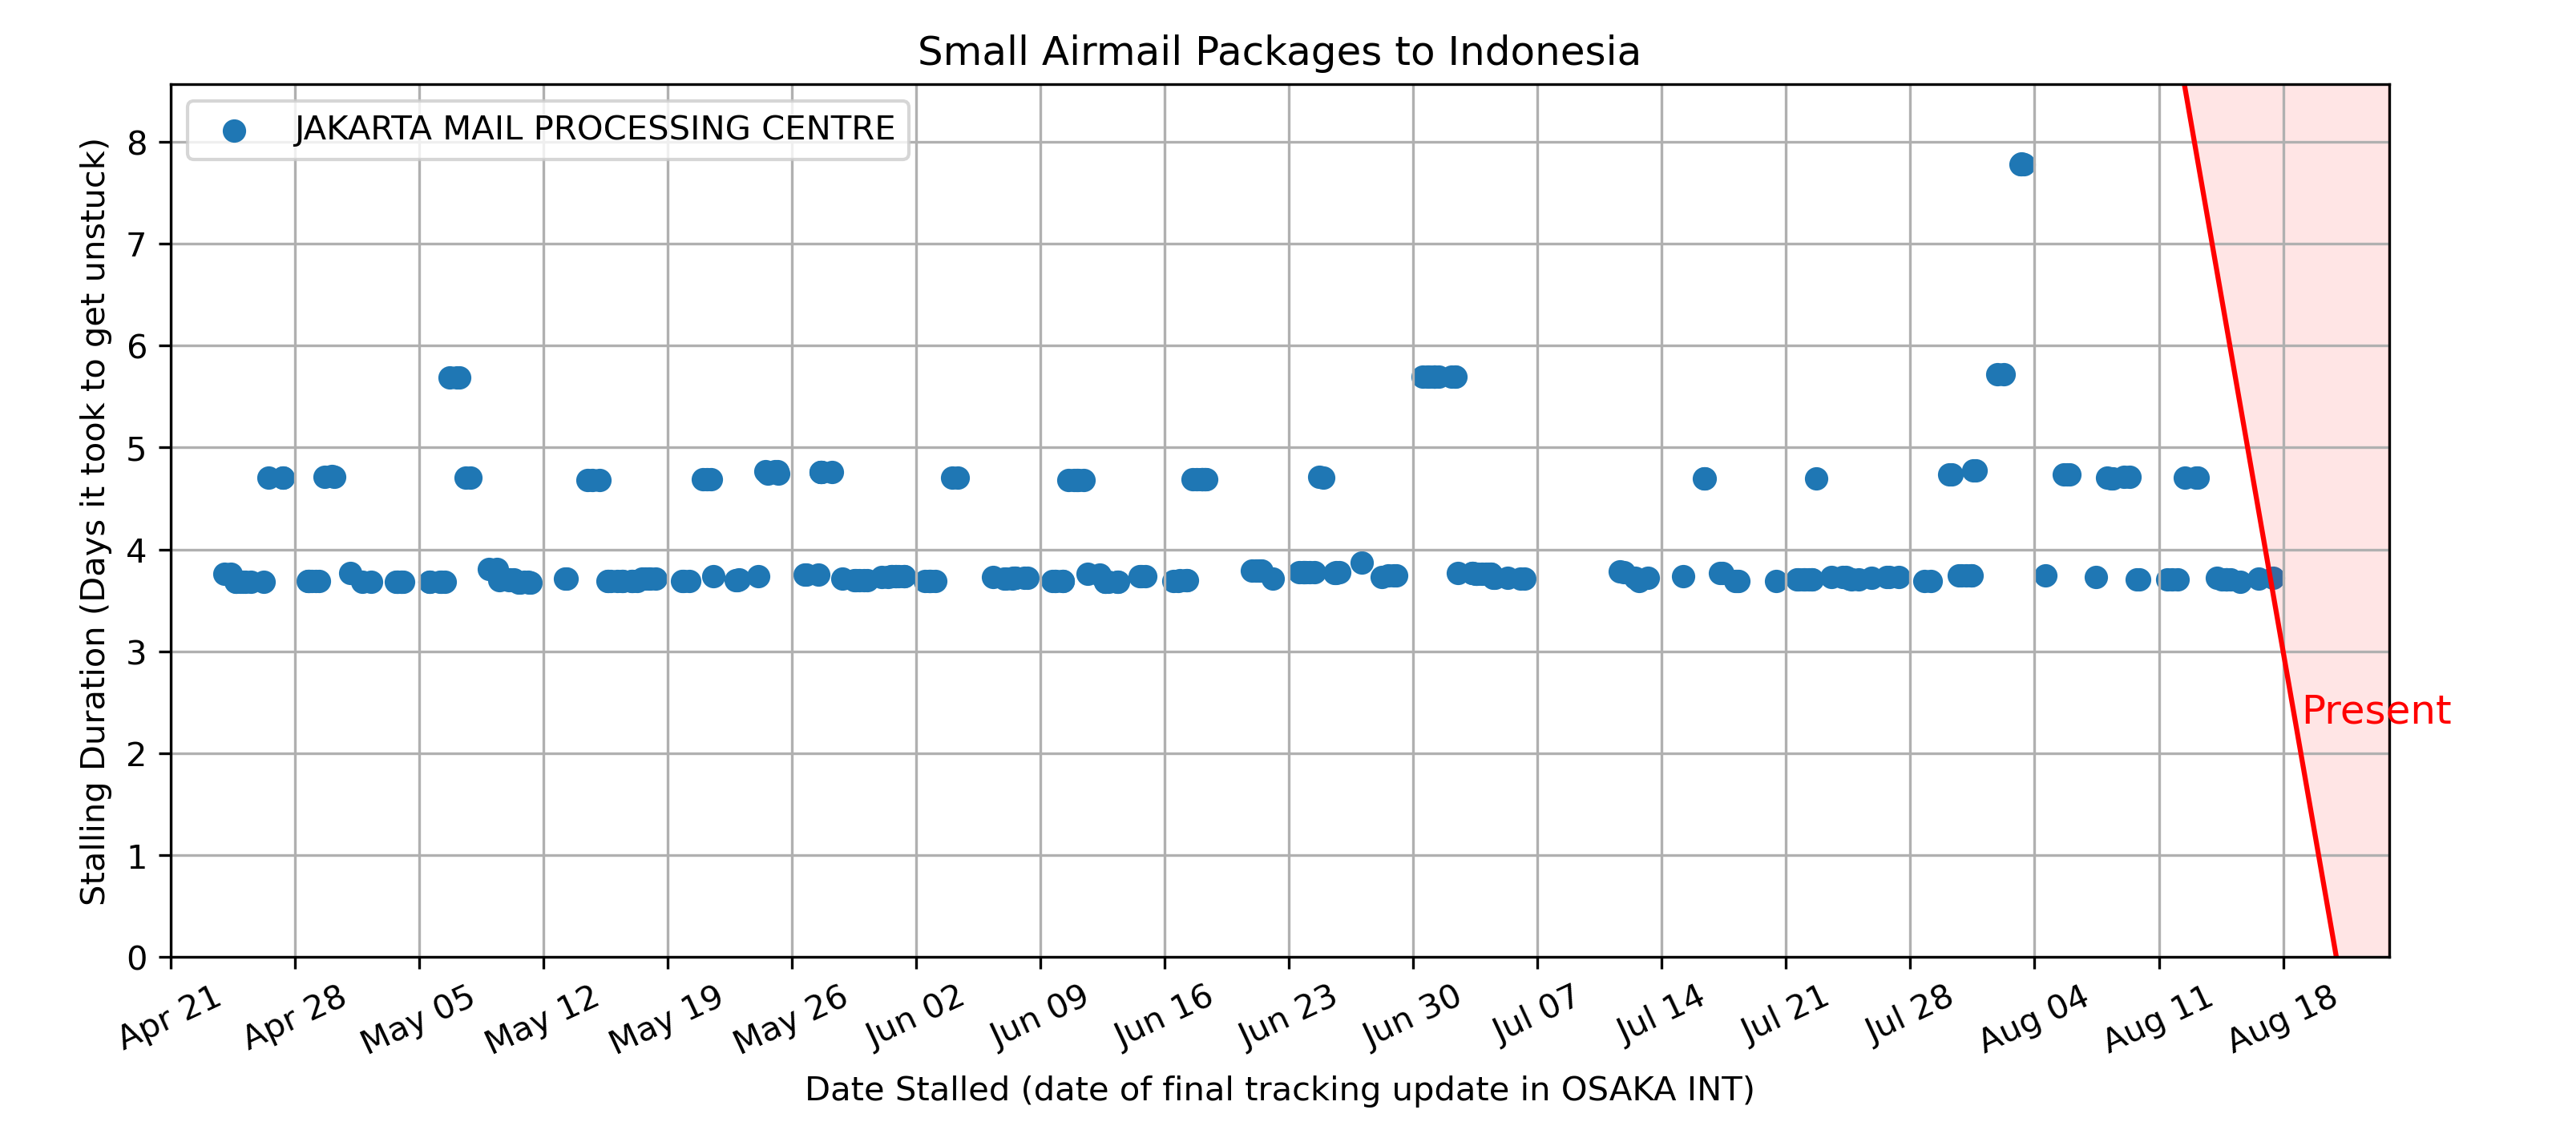 Small Airmail Packages to Indonesia
JAKARTA MAIL PROCESSING CENTRE
Stalling Duration (Days it took to get unstuck)
8
7
6
5
4
3
2
1
0
Present
Apr 21
Apr 28
May 05
May 12
May 19
May 26
Jun 02
Jun 09
Jun 16
Jun 23
Jun 30
Jul 07
Jul 14
Jul 21
Jul 28
Aug 04
Aug 11
Aug 18
Date Stalled (date of final tracking update in OSAKA INT)